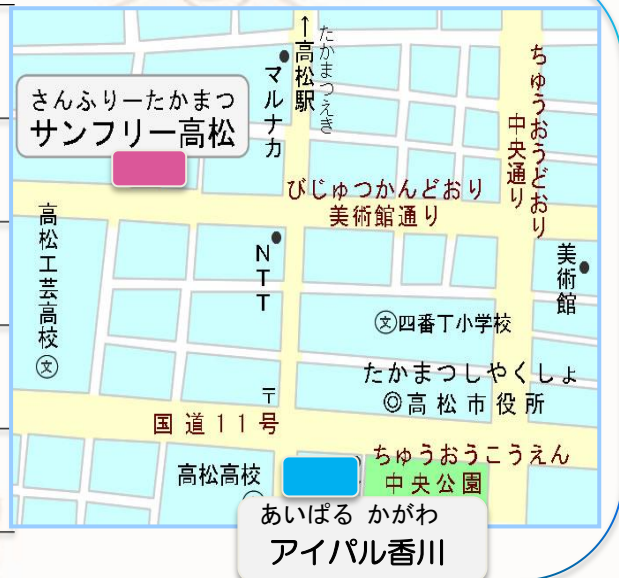 ↑高松駅
たかまつえき
マルナカ
さんふりーたかまつ
サンフリー高松
ちゅうおうどおり
中央通り
びじゅつかんどおり
美術館通り
高松工芸高校
文
NTT
美術館
文四番丁小学校
たかまつしやくしょ
◎高松市役所
〒
国道11号
ちゅうおうこうえん
中央公園
高松高校
あいぱる かがわ
アイパル香川